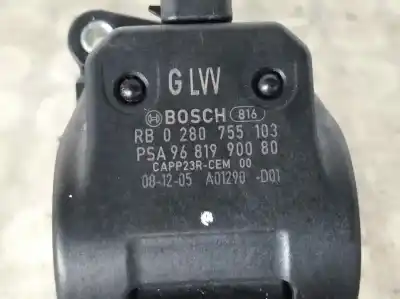 GLW
BOSCH 816
RB 0 280 755 103
PSA 96 819 900 80
CAPP23R-CEM 00
08-12-05 A01290 -D01